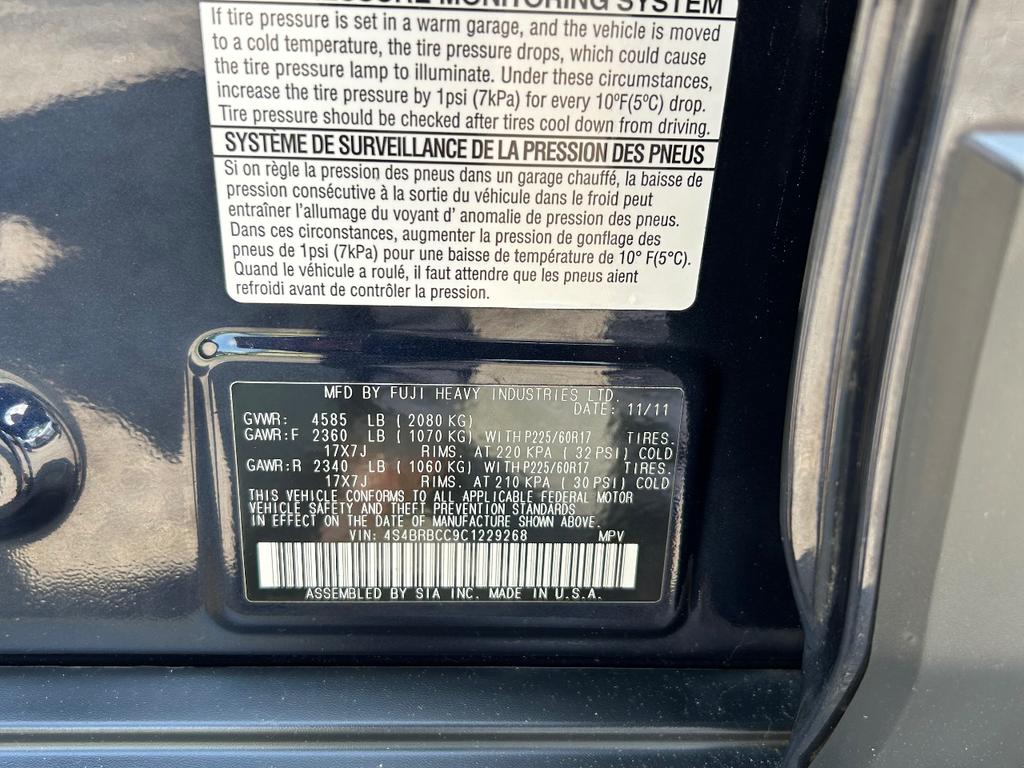 PRESSURE MONITORING SYSTEM
If tire pressure is set in a warm garage, and the vehicle is moved
to a cold temperature, the tire pressure drops, which could cause
the tire pressure lamp to illuminate. Under these circumstances,
increase the tire pressure by 1psi (7kPa) for every 10ºF(5ºC) drop.
Tire pressure should be checked after tires cool down from driving.
SYSTÈME DE SURVEILLANCE DE LA PRESSION DES PNEUS
Si on règle la pression des pneus dans un garage chauffé, la baisse de
pression consécutive à la sortie du véhicule dans le froid peut
entraîner l'allumage du voyant d' anomalie de pression des pneus.
Dans ces circonstances, augmenter la pression de gonflage des
pneus de 1psi (7kPa) pour une baisse de température de 10° F(5°C).
Quand le véhicule a roulé, il faut attendre que les pneus aient
refroidi avant de contrôler la pression.
MFD BY FUJI HEAVY INDUSTRIES LTD.
DATE: 11/11
GVWR: 4585 LB ( 2080 KG)
GAWR:F 2360 LB ( 1070 KG) WITH P225/60R17 TIRES.
17X7J RIMS. AT 220 KPA ( 32 PSI) COLD
GAWR:R 2340 LB ( 1060 KG) WITH P225/60R17 TIRES.
17X7J RIMS. AT 210 KPA ( 30 PSI) COLD
THIS VEHICLE CONFORMS TO ALL APPLICABLE FEDERAL MOTOR
VEHICLE SAFETY AND THEFT PREVENTION STANDARDS
IN EFFECT ON THE DATE OF MANUFACTURE SHOWN ABOVE.
VIN: 4S4BRBCC9C1229268 MPV
ASSEMBLED BY SIA INC. MADE IN U.S.A.